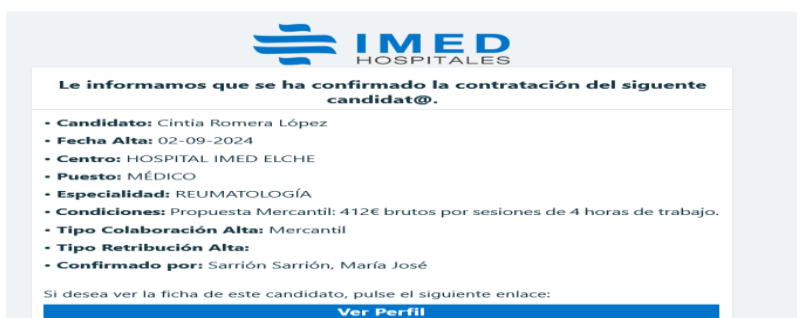 IMED
HOSPITALES
Le informamos que se ha confirmado la contratación del siguente
candidat@.
• Candidato: Cintia Romera López
• Fecha Alta: 02-09-2024
• Centro: HOSPITAL IMED ELCHE
• Puesto: MÉDICO
• Especialidad: REUMATOLOGÍA
• Condiciones: Propuesta Mercantil: 412€ brutos por sesiones de 4 horas de trabajo.
• Tipo Colaboración Alta: Mercantil
• Tipo Retribución Alta:
• Confirmado por: Sarrión Sarrión, María José
Si desea ver la ficha de este candidato, pulse el siguiente enlace:
Ver Perfil